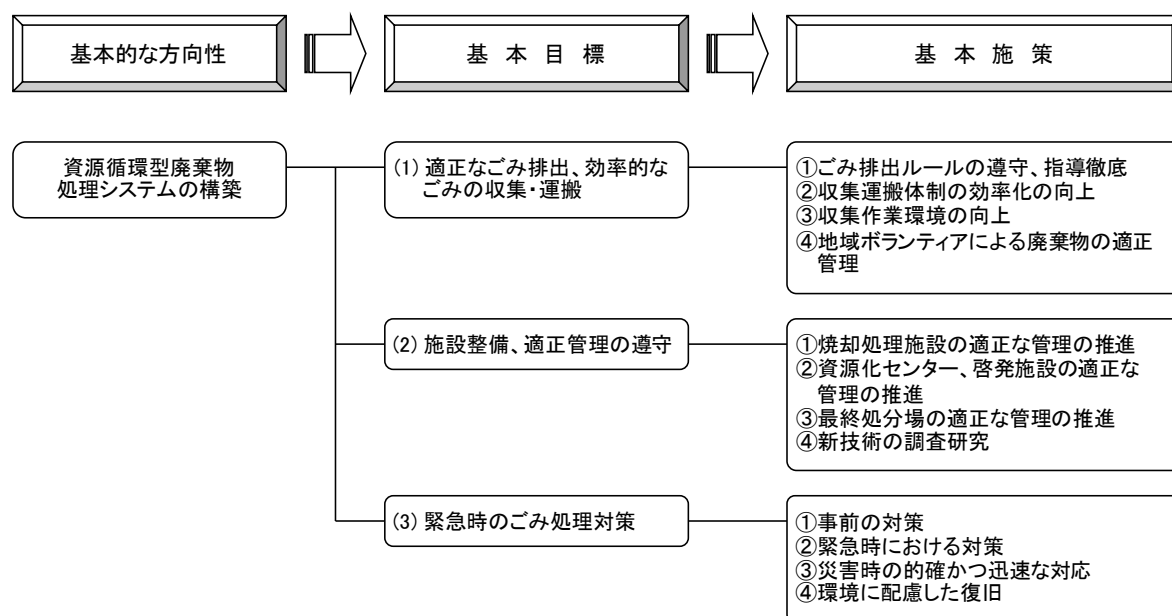 基本的な方向性
基本目標
基本施策
資源循環型廃棄物
処理システムの構築
(1) 適正なごみ排出、効率的な
ごみの収集・運搬
①ごみ排出ルールの遵守、指導徹底
②収集運搬体制の効率化の向上
③収集作業環境の向上
④地域ボランティアによる廃棄物の適正
管理
(2) 施設整備、適正管理の遵守
①焼却処理施設の適正な管理の推進
②資源化センター、啓発施設の適正な
管理の推進
③最終処分場の適正な管理の推進
④新技術の調査研究
(3) 緊急時のごみ処理対策
①事前の対策
②緊急時における対策
③災害時の的確かつ迅速な対応
④環境に配慮した復旧